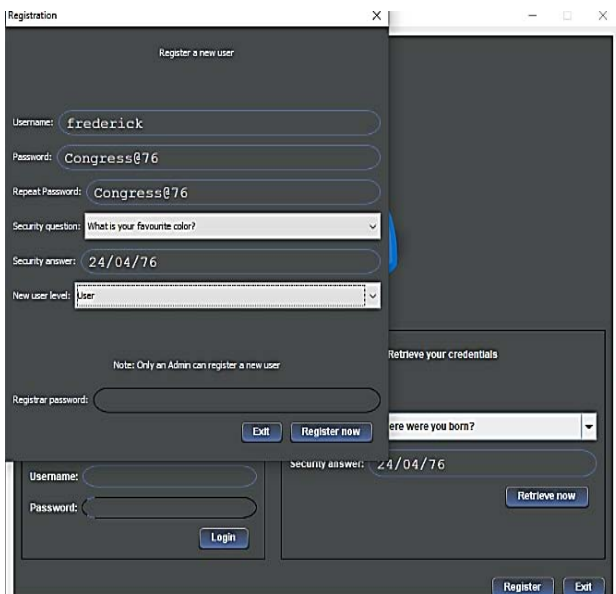 Registration
Register a new user
Username: frederick
Password: Congress@76
Repeat Password: Congress@76
Security question: What is your favourite color?
Security answer: 24/04/76
New user level: User
Note: Only an Admin can register a new user
Registrar password:
Exit Register now
Retrieve your credentials
ere were you born?
Security answer: 24/04/76
Retrieve now
Username:
Password:
Login
Register Exit